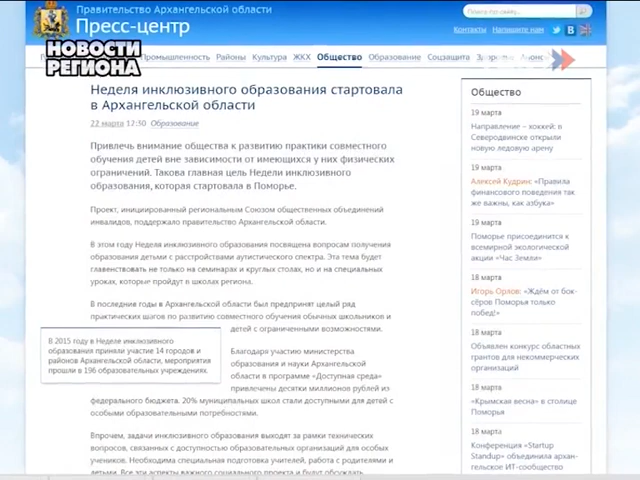 Правительство Архангельской области
Пресс-центр
Контакты Напишите нам
НОВОСТИ
РЕГИОНА
Промышленность Районы Культура ЖКХ Общество Образование Соцзащита
Неделя инклюзивного образования стартовала
в Архангельской области
22 марта 17:30 Образование
Привлечь внимание общества к развитию практики совместного
обучения детей вне зависимости от имеющихся у них физических
ограничений. Такова главная цель Недели инклюзивного
образования, которая стартовала в Поморье.
Проект, инициированный региональным Союзом общественных объединений
инвалидов, поддержало правительство Архангельской области.
В этом году Неделя инклюзивного образования посвящена вопросам получения
образования детьми с расстройствами аутистического спектра. Эта тема будет
главенствовать не только на семинарах и круглых столах, но и на специальных
уроках, которые пройдут в школах региона.
В последние годы в Архангельской области был предпринят целый ряд
практических шагов по развитию совместного обучения обычных школьников и
детей с ограниченными возможностями.
В 2015 году в Неделе инклюзивного
образования приняли участие 14 городов и
районов Архангельской области, мероприятия
прошли в 196 образовательных учреждениях.
Благодаря участию министерства
образования и науки Архангельской
области в программе «Доступная среда»
привлечены десятки миллионов рублей из
федерального бюджета. 20% муниципальных школ стали доступными для детей с
особыми образовательными потребностями.
Впрочем, задачи инклюзивного образования выходят за рамки технических
вопросов, связанных с доступностью образовательных организаций для особых
учеников. Необходима специальная подготовка учителей, работа с родителями и
детьми. Все эти аспекты важного социального проекта и будут обсуждать
Общество
19 марта
Направление – хоккей: в
Северодвинске открыли
новую ледовую арену
19 марта
Алексей Кудрин: «Правила
финансового поведения так
же важны, как азбука»
19 марта
Поморье присоединится к
всемирной экологической
акции «Час Земли»
18 марта
Игорь Орлов: «Ждём от бок-
сёров Поморья только
побед!»
18 марта
Объявлен конкурс областных
грантов для некоммерческих
организаций
18 марта
«Крымская весна» в столице
Поморья
18 марта
Конференция «Startup
Standup» объединила архан-
гельское ИТ-сообщество